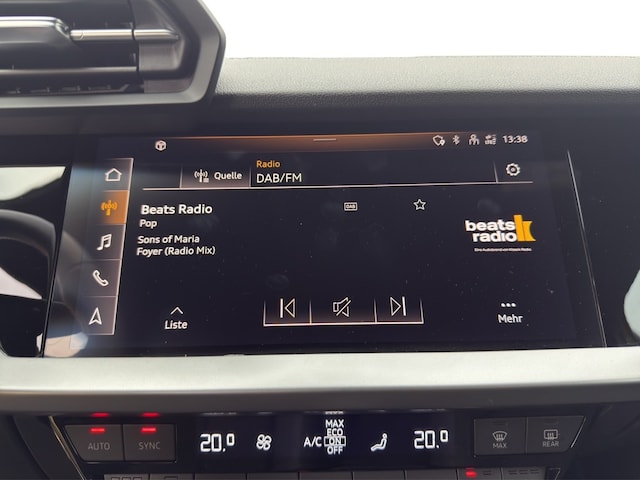 13:38
Radio
Quelle
DAB/FM
Beats Radio
DAB
Pop
Sons of Maria
Foyer (Radio Mix)
beats
radio
Liste
Mehr
AUTO
SYNC
20.0
A/C
MAX
ECO
ON
OFF
20.0
MAX
REAR